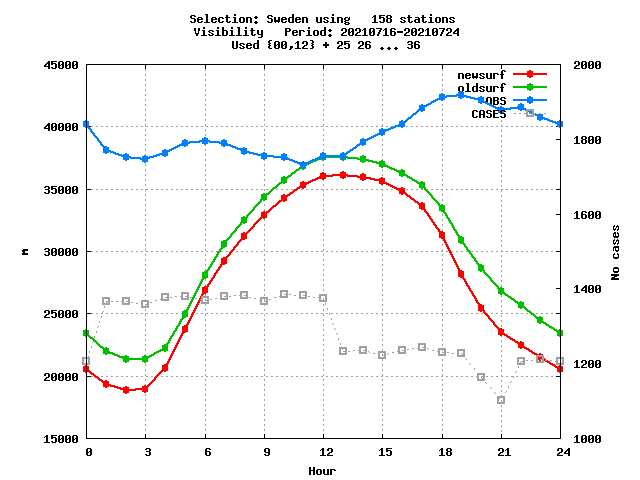 Selection: Sweden using   158 stations
Visibility   Period: 20210716-20210724
Used {00,12} + 25 26 ... 36
45000
40000
35000
30000
25000
20000
15000
2000
1800
1600
1400
1200
1000
newsurf
oldsurf
OBS
CASES
m
No cases
0 3 6 9 12 15 18 21 24
Hour